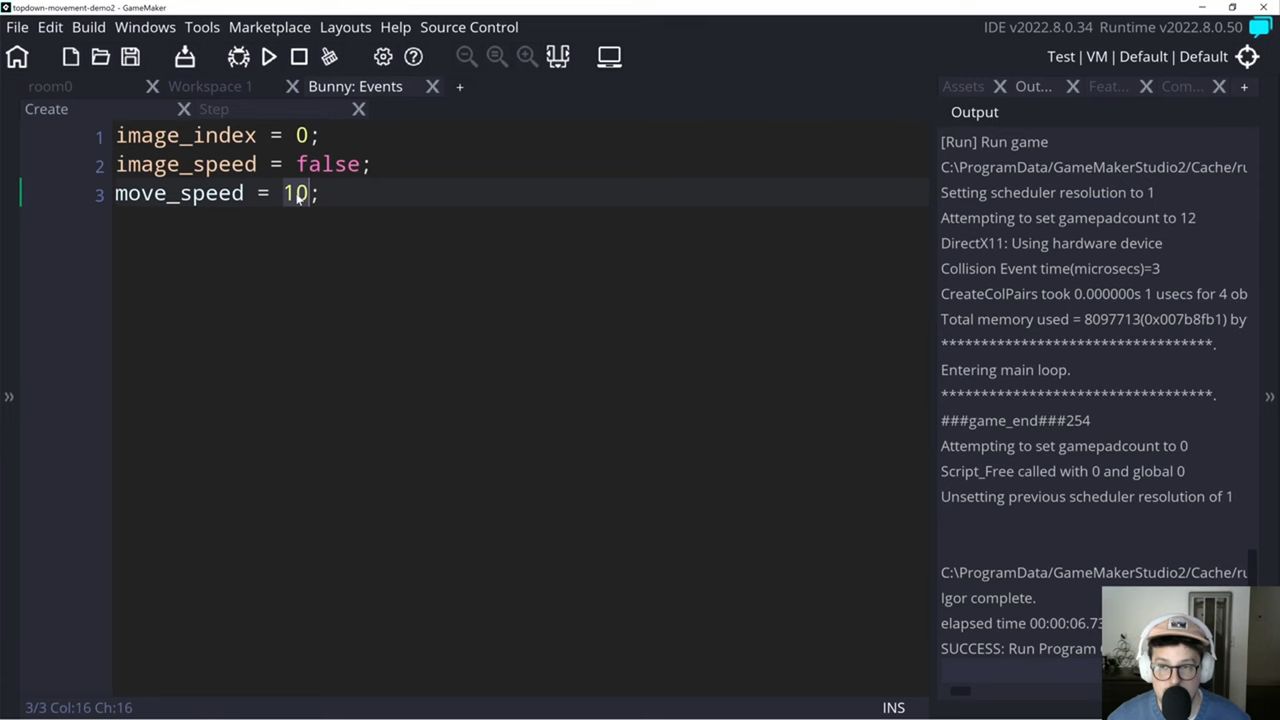 topdown-movement-demo2 - GameMaker
File Edit Build Windows Tools Marketplace Layouts Help Source Control
IDE v2022.8.0.34 Runtime v2022.8.0.50
Test | VM | Default | Default
room0 Workspace 1 Bunny: Events +
Create Step
1 image_index = 0;
2 image_speed = false;
3 move_speed = 10;
3/3 Col:16 Ch:16 INS
Assets Out... Feat... Com... +
Output
[Run] Run game
C:\ProgramData/GameMakerStudio2/Cache/ru
Setting scheduler resolution to 1
Attempting to set gamepadcount to 12
DirectX11: Using hardware device
Collision Event time(microsecs)=3
CreateColPairs took 0.000000s 1 usecs for 4 ob
Total memory used = 8097713(0x007b8fb1) by
**********************************.
Entering main loop.
**********************************.
###game_end###254
Attempting to set gamepadcount to 0
Script_Free called with 0 and global 0
Unsetting previous scheduler resolution of 1
C:\ProgramData/GameMakerStudio2/Cache/ru
Igor complete.
elapsed time 00:00:06.73
SUCCESS: Run Program